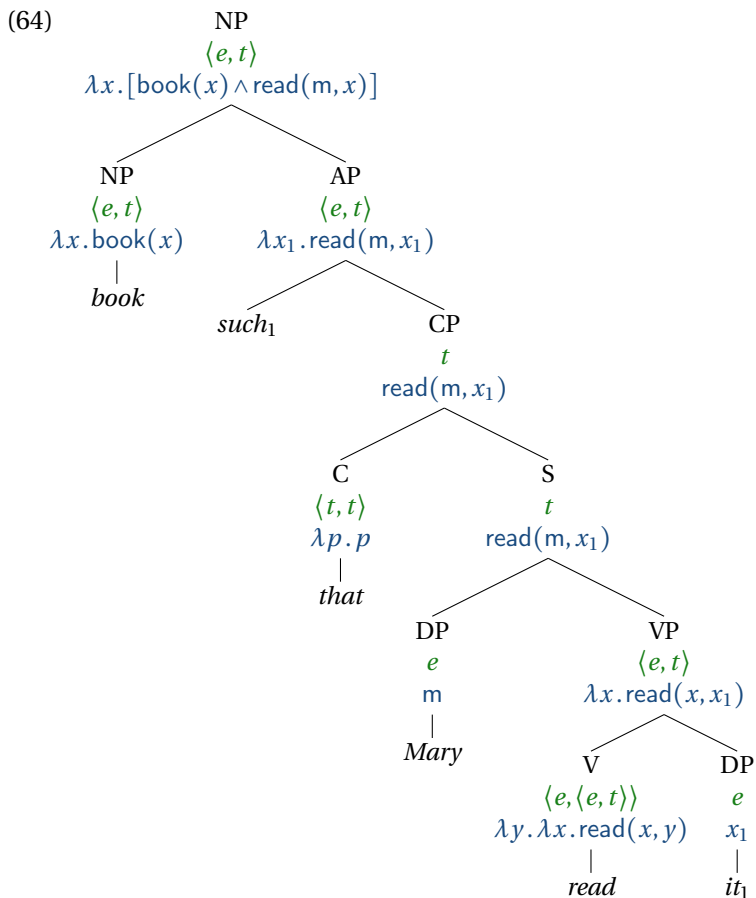 (64)
NP
⟨e, t⟩
λx.[book(x) ∧ read(m, x)]
NP AP
⟨e, t⟩ ⟨e, t⟩
λx.book(x) λx₁.read(m, x₁)
book
such₁ CP
t
read(m, x₁)
C S
⟨t, t⟩ t
λp.p read(m, x₁)
that
DP VP
e ⟨e, t⟩
m λx.read(x, x₁)
Mary
V DP
⟨e, ⟨e, t⟩⟩ e
λy.λx.read(x, y) x₁
read it₁